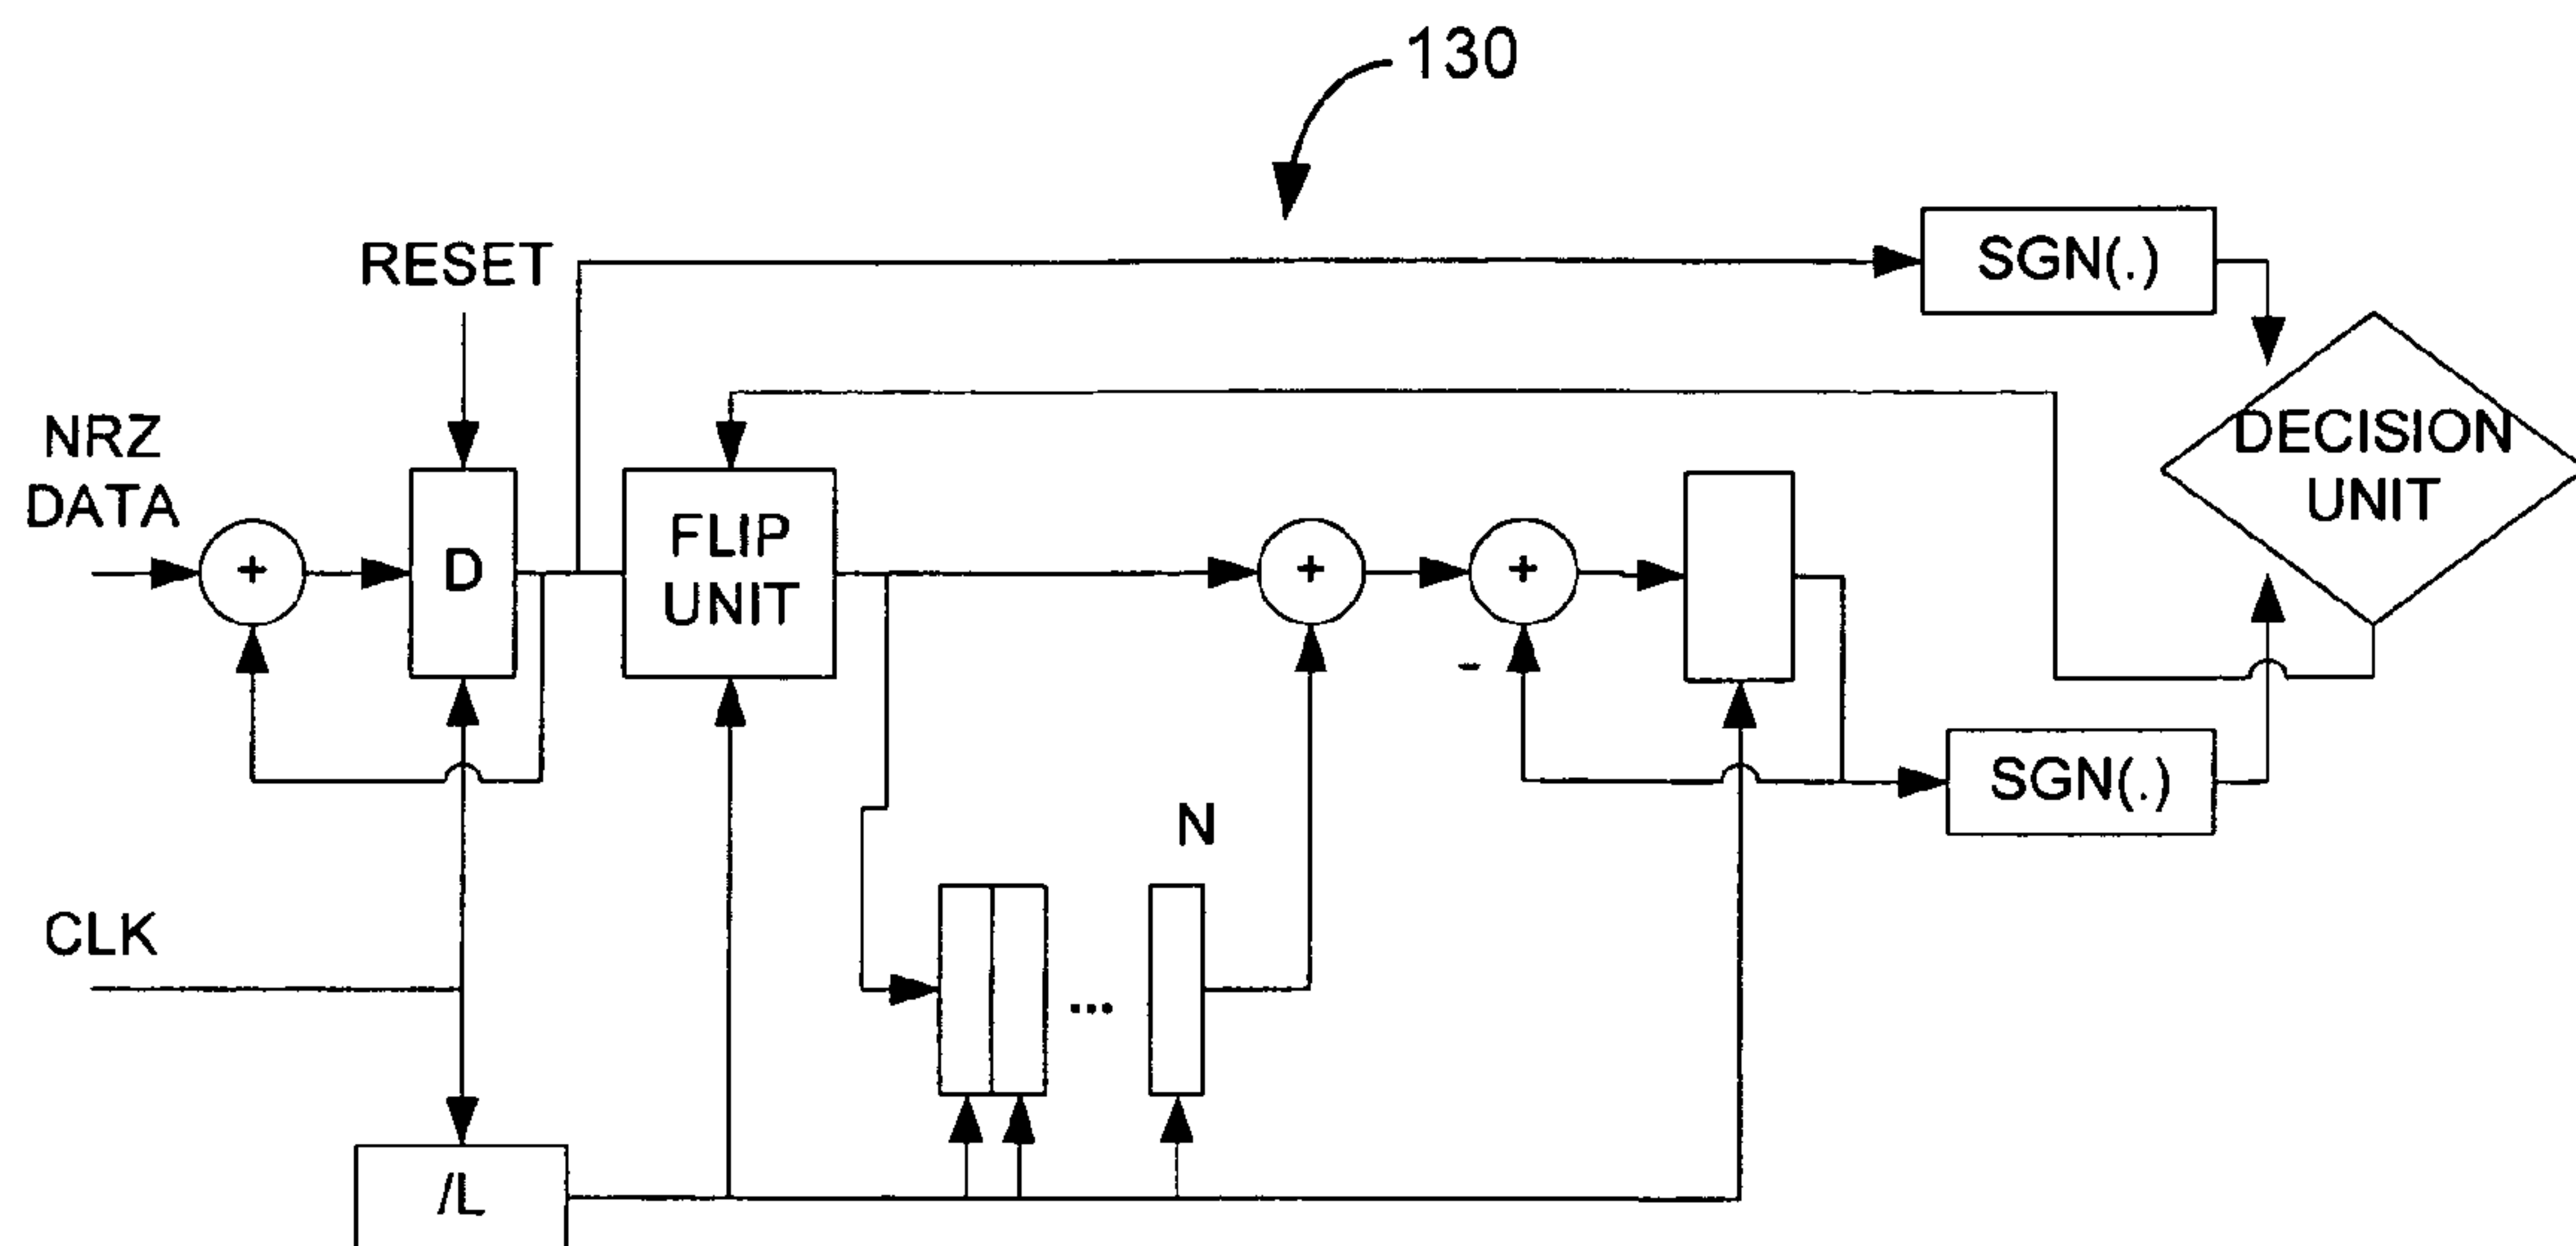 130
RESET
SGN(.)
NRZ
DATA
+
D
FLIP
UNIT
+
+
-
DECISION
UNIT
SGN(.)
N
CLK
...
/L